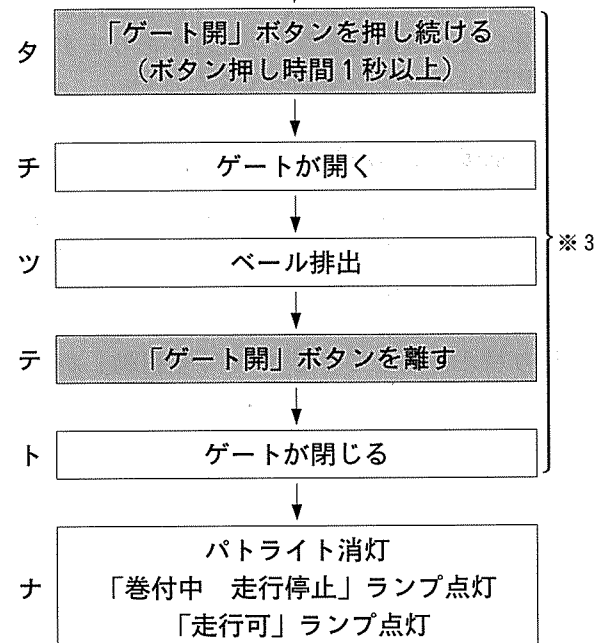 タ 「ゲート開」ボタンを押し続ける
（ボタン押し時間１秒以上）
チ ゲートが開く
※3
ツ ベール排出
テ 「ゲート開」ボタンを離す
ト ゲートが閉じる
パトライト消灯
ナ 「巻付中　走行停止」ランプ点灯
「走行可」ランプ点灯